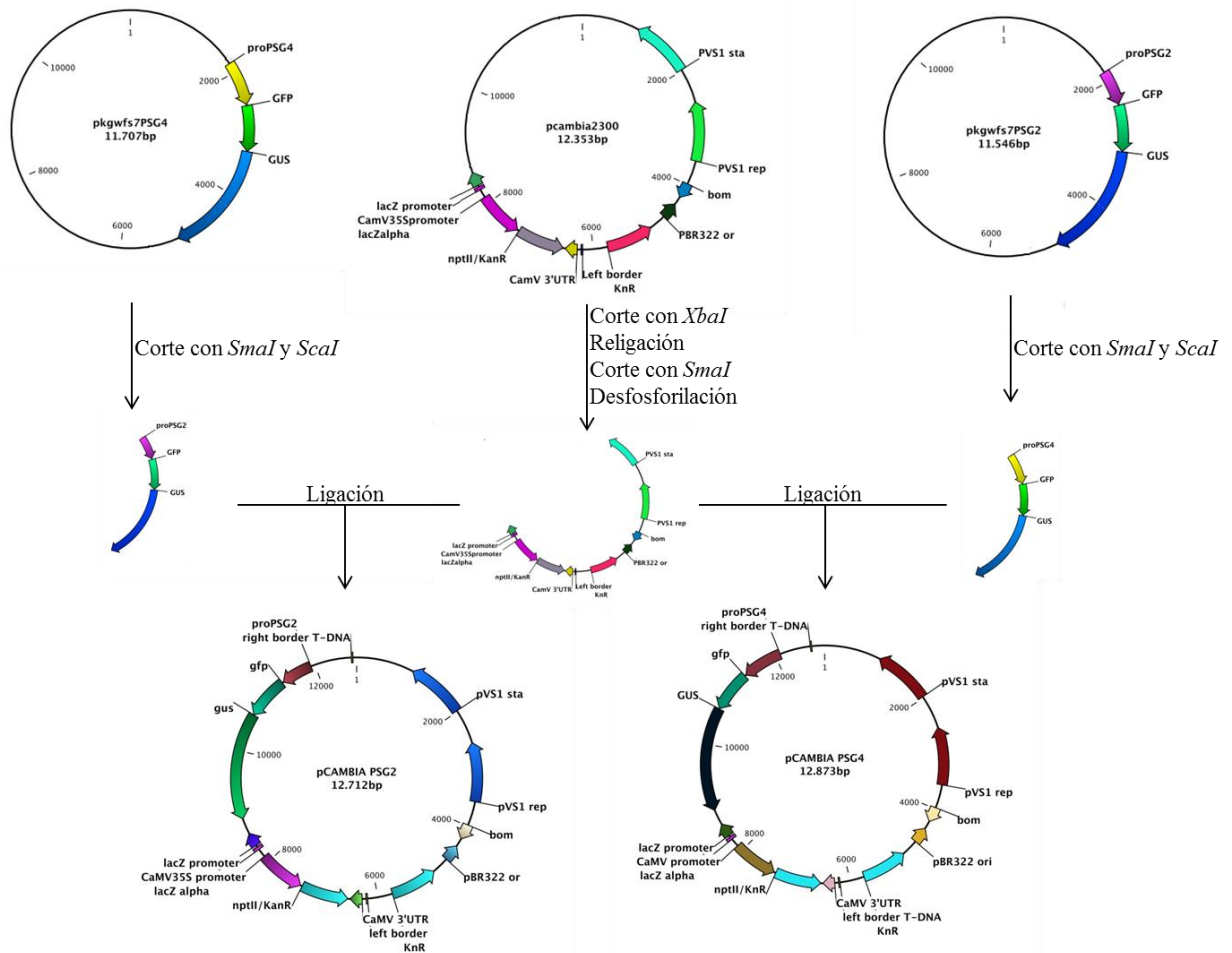 1
proPSG4
2000
10000
GFP
pkgwfs7PSG4
11.707bp
GUS
8000
4000
6000
1
PVS1 sta
2000
10000
pcambia2300
12.353bp
PVS1 rep
4000
bom
8000
lacZ promoter
CamV35Spromoter
lacZalpha
PBR322 or
6000
nptII/KanR
CamV 3'UTR
Left border
KnR
1
proPSG2
2000
10000
GFP
pkgwfs7PSG2
11.546bp
GUS
8000
4000
6000
Corte con SmaI y ScaI
Corte con XbaI
Religación
Corte con SmaI
Desfosforilación
Corte con SmaI y ScaI
proPSG2
GFP
GUS
Ligación
PVS1 sta
PVS1 rep
bom
lacZ promoter
CamV35Spromoter
lacZalpha
PBR322 or
nptII/KanR
CamV 3'UTR
Left border
KnR
Ligación
proPSG4
GFP
GUS
proPSG2
right border T-DNA
gfp
12000
1
pVS1 sta
2000
gus
10000
pCAMBIA PSG2
12.712bp
pVS1 rep
4000
bom
8000
lacZ promoter
CaMV35S promoter
lacZ alpha
pBR322 or
6000
nptII/KanR
CaMV 3'UTR
left border
KnR
proPSG4
right border T-DNA
gfp
12000
1
GUS
pVS1 sta
2000
10000
pCAMBIA PSG4
12.873bp
pVS1 rep
4000
bom
8000
lacZ promoter
CaMV promoter
lacZ alpha
pBR322 ori
6000
nptII/KnR
CaMV 3'UTR
left border T-DNA
KnR